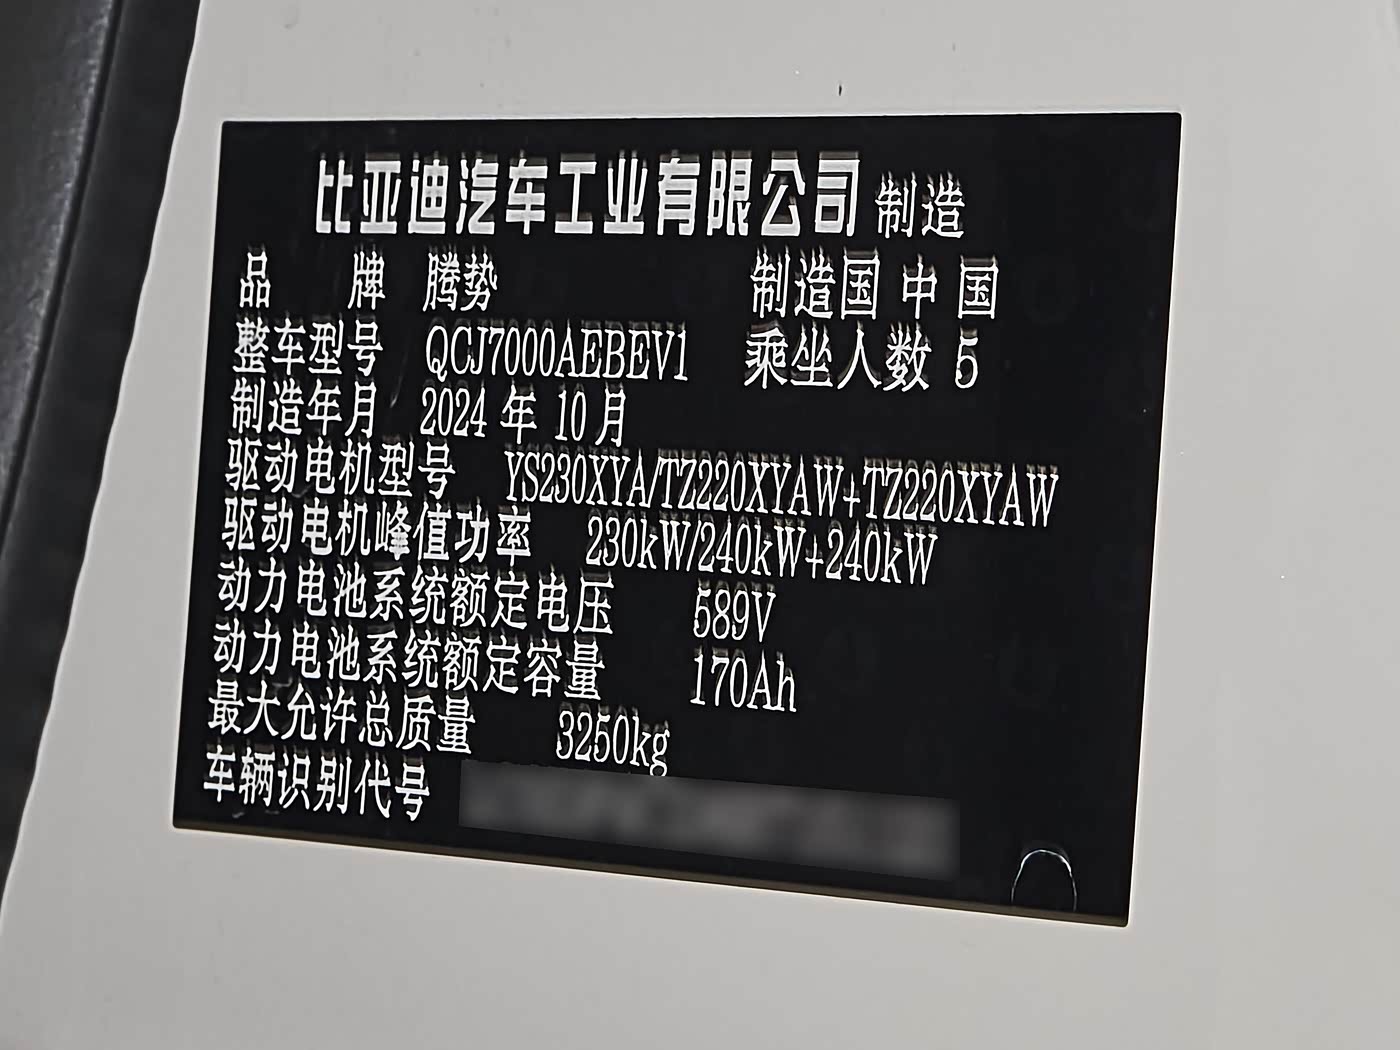 比亚迪汽车工业有限公司 制造
品 牌 腾势 制造国 中国
整车型号 QCJ7000AEBEV1 乘坐人数 5
制造年月 2024 年 10 月
驱动电机型号 YS230XYA/TZ220XYAW+TZ220XYAW
驱动电机峰值功率 230kW/240kW+240kW
动力电池系统额定电压 589V
动力电池系统额定容量 170Ah
最大允许总质量 3250kg
车辆识别代号